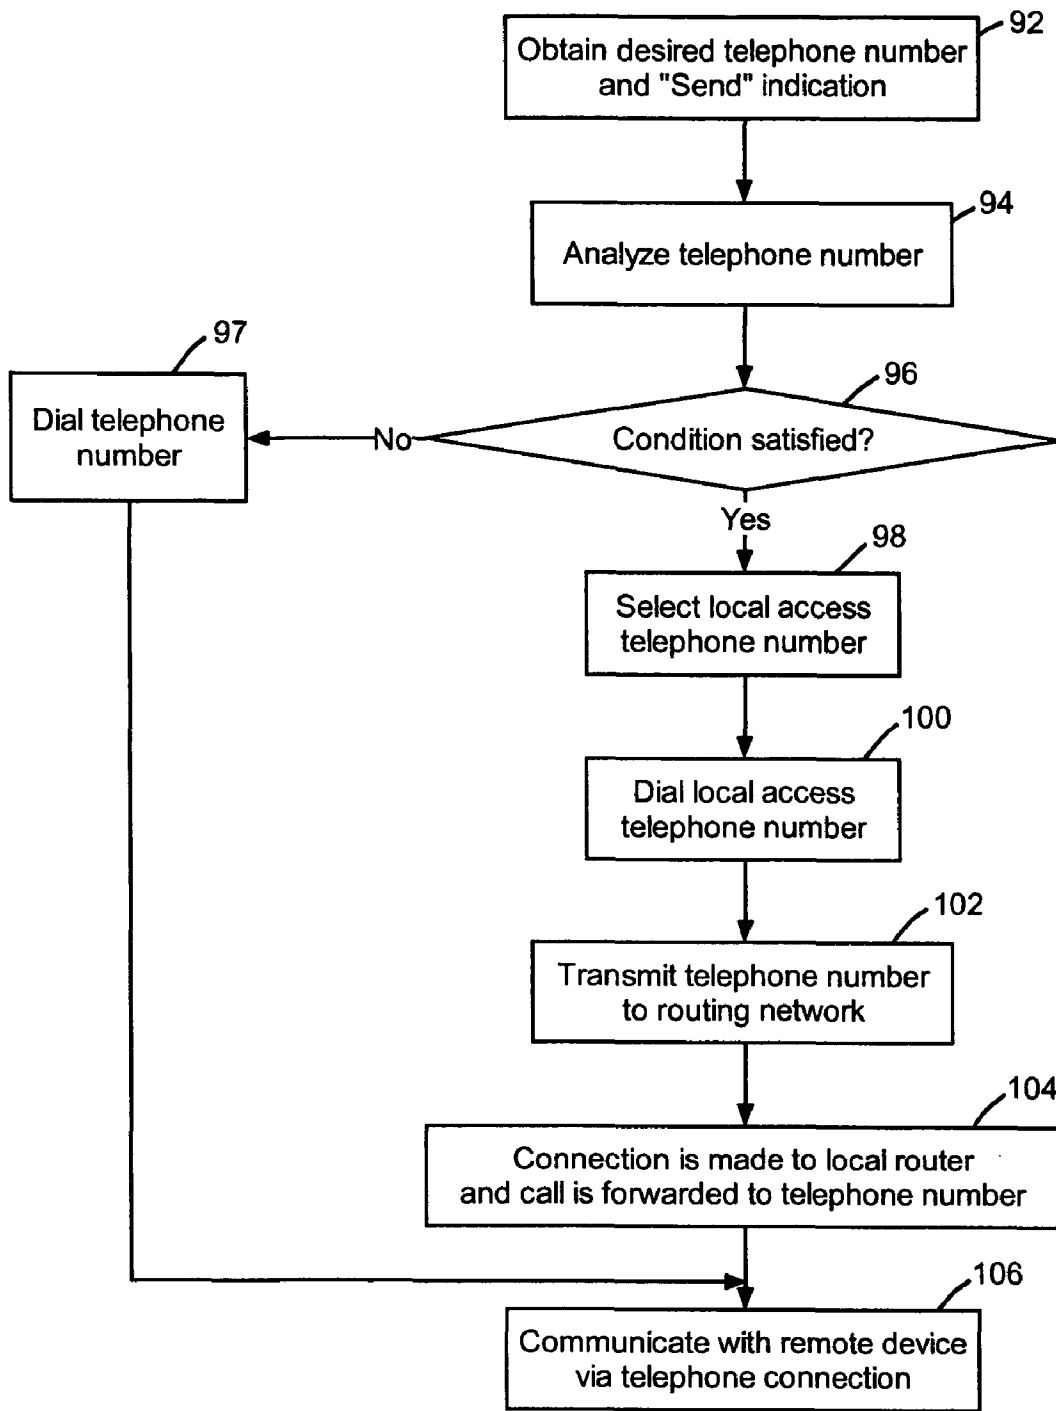 92
Obtain desired telephone number
and "Send" indication
94
Analyze telephone number
97
Dial telephone
number
96
Condition satisfied?
No
Yes
98
Select local access
telephone number
100
Dial local access
telephone number
102
Transmit telephone number
to routing network
104
Connection is made to local router
and call is forwarded to telephone number
106
Communicate with remote device
via telephone connection